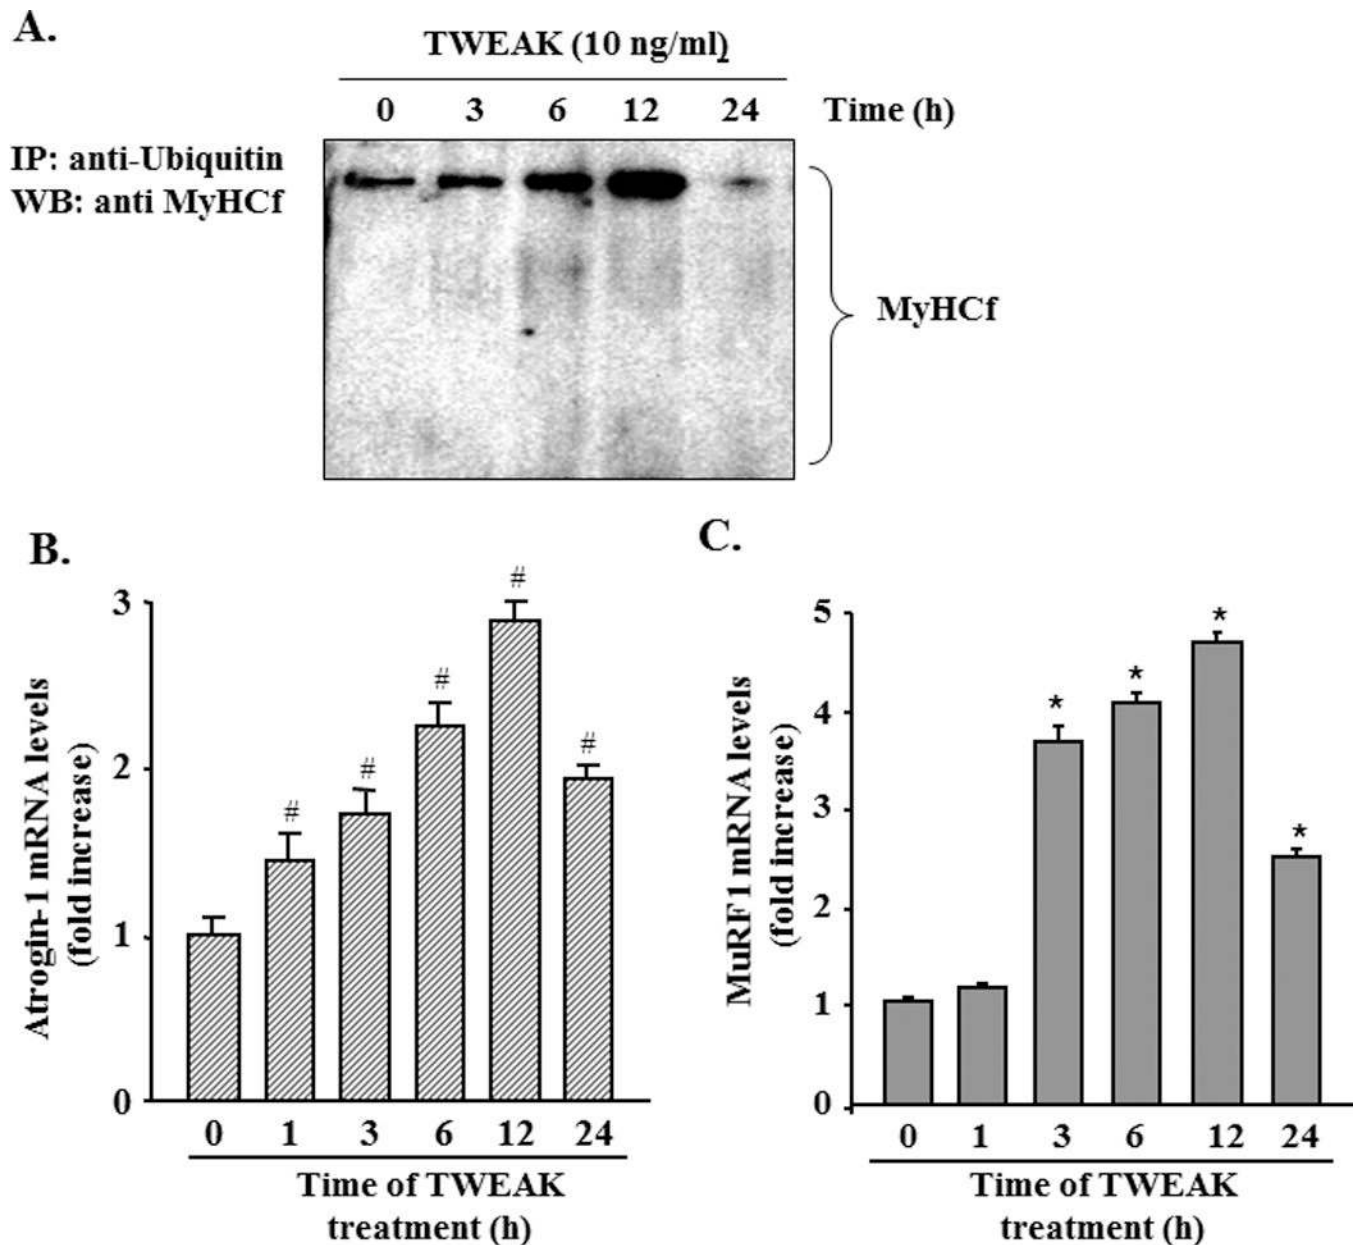 A.
TWEAK (10 ng/ml)
0 3 6 12 24 Time (h)
IP: anti-Ubiquitin
WB: anti MyHCf
MyHCf
B.
3
2
1
0
Atrogin-1 mRNA levels
(fold increase)
# # # # #
0 1 3 6 12 24
Time of TWEAK
treatment (h)
C.
5
4
3
2
1
0
MuRF1 mRNA levels
(fold increase)
* * * *
0 1 3 6 12 24
Time of TWEAK
treatment (h)